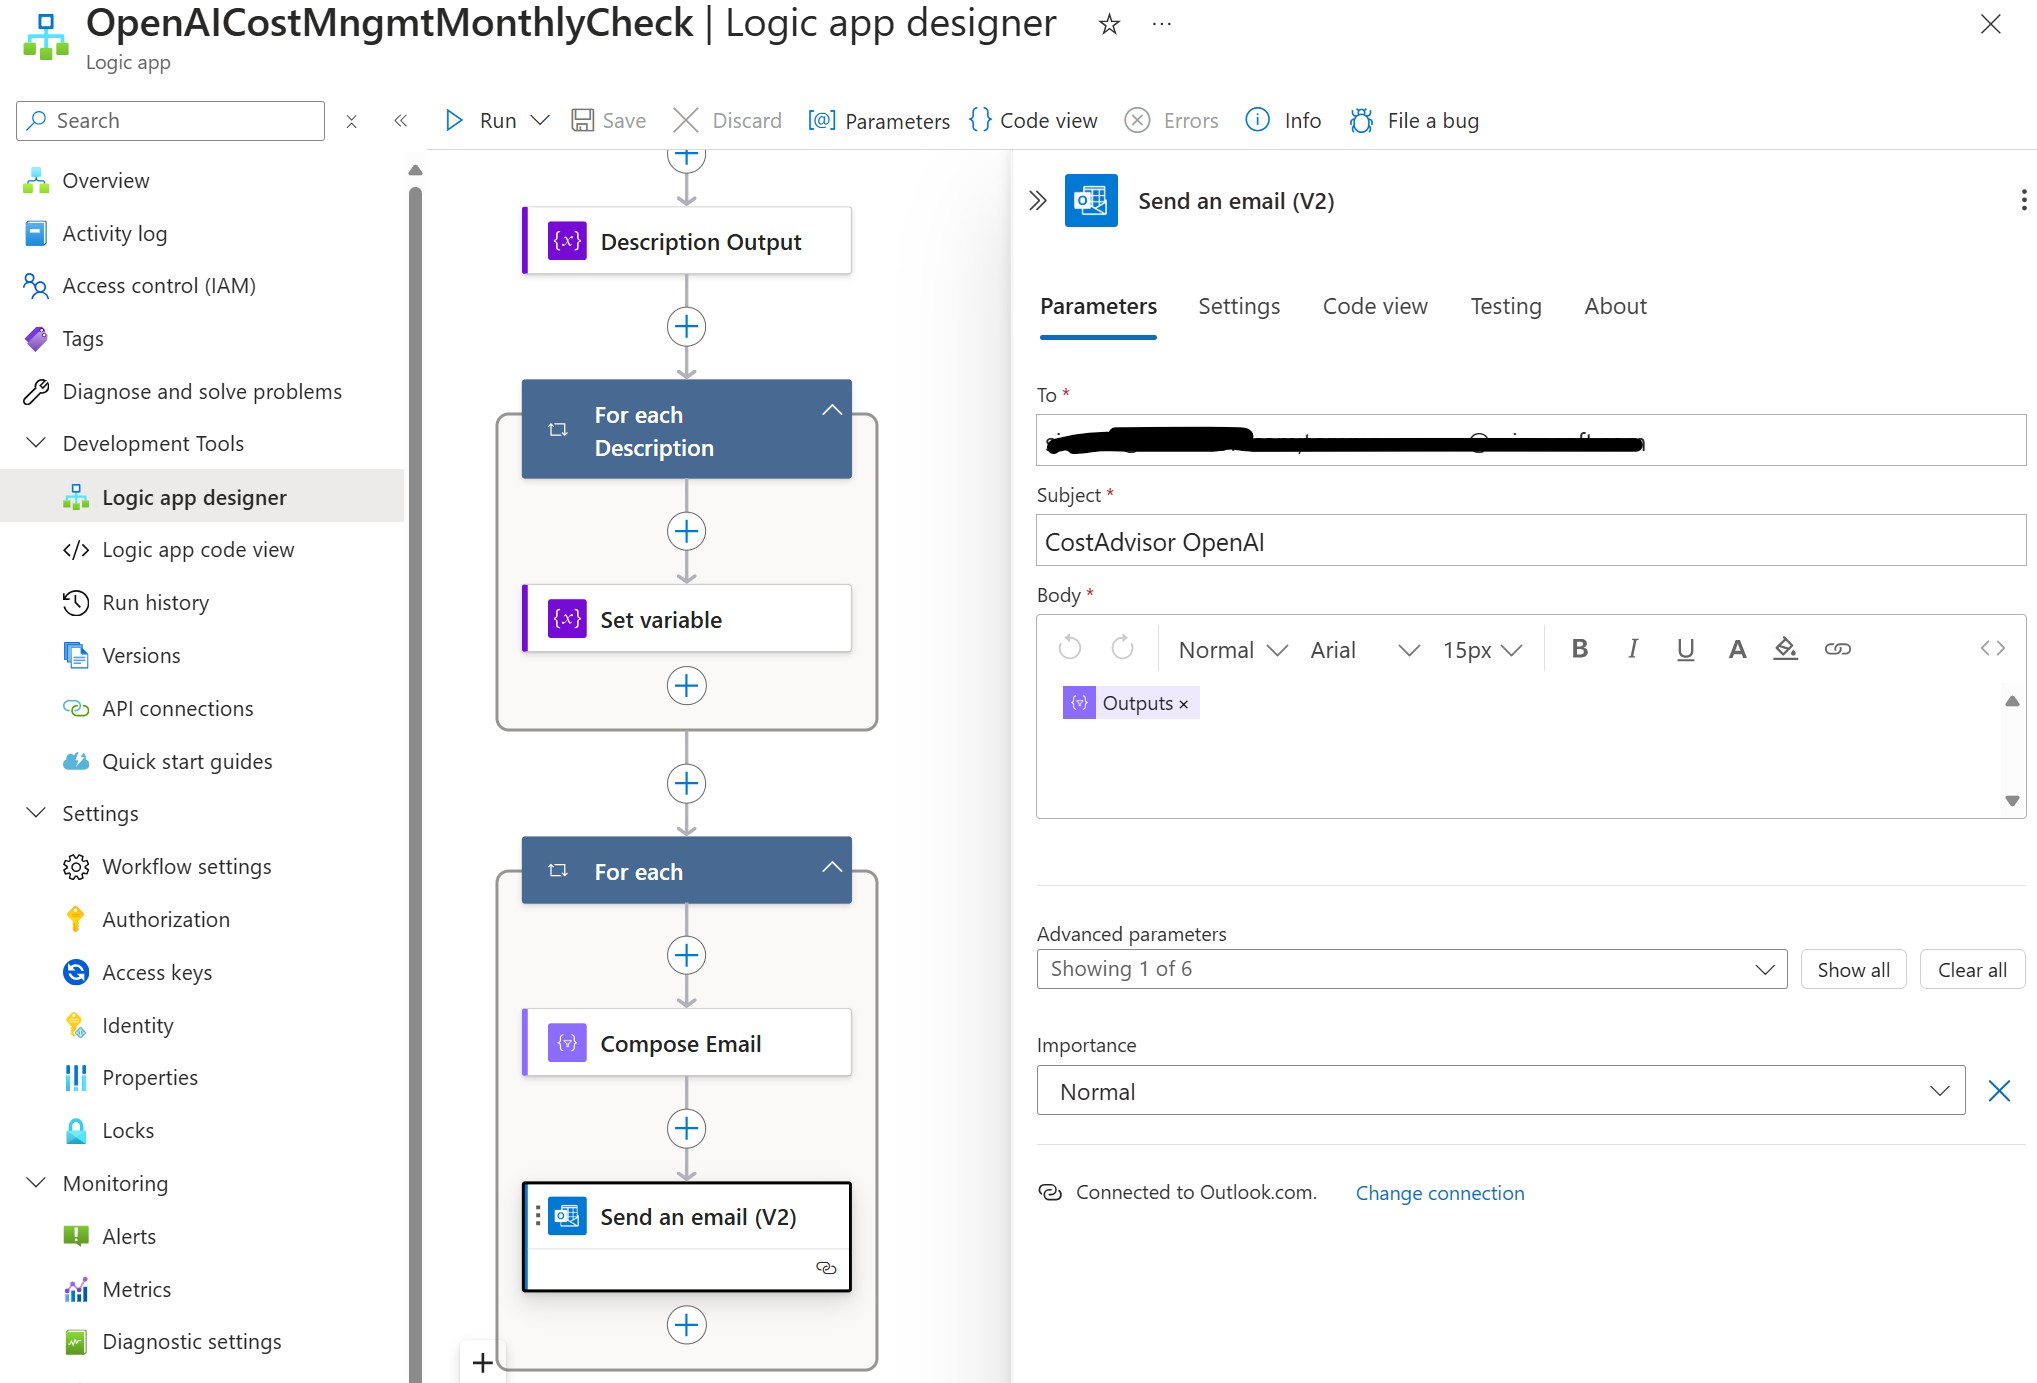 OpenAICostMngmtMonthlyCheck | Logic app designer
Logic app
Search
Run
Save
Discard
Parameters
Code view
Errors
Info
File a bug
Overview
Activity log
Access control (IAM)
Tags
Diagnose and solve problems
Development Tools
Logic app designer
Logic app code view
Run history
Versions
API connections
Quick start guides
Settings
Workflow settings
Authorization
Access keys
Identity
Properties
Locks
Monitoring
Alerts
Metrics
Diagnostic settings
Description Output
For each
Description
Set variable
For each
Compose Email
Send an email (V2)
Send an email (V2)
Parameters
Settings
Code view
Testing
About
To *
Subject *
CostAdvisor OpenAI
Body *
Normal
Arial
15px
B
I
U
A
Outputs ×
Advanced parameters
Showing 1 of 6
Show all
Clear all
Importance
Normal
Connected to Outlook.com.
Change connection